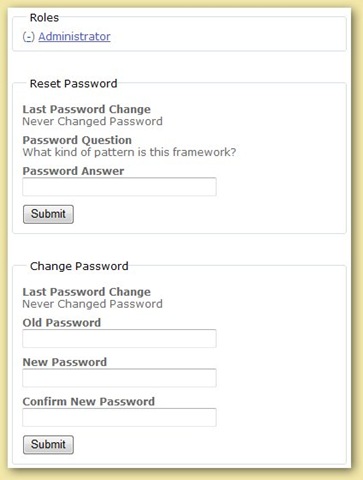 Roles
(-) Administrator
Reset Password
Last Password Change
Never Changed Password
Password Question
What kind of pattern is this framework?
Password Answer
Submit
Change Password
Last Password Change
Never Changed Password
Old Password
New Password
Confirm New Password
Submit